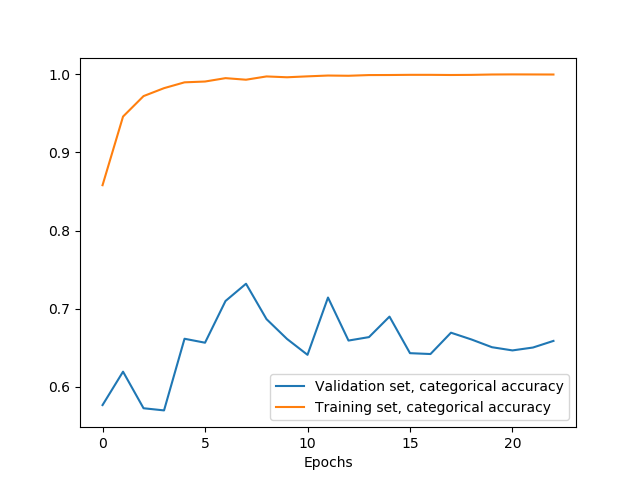 1.0
0.9
0.8
0.7
0.6
Validation set, categorical accuracy
Training set, categorical accuracy
0 5 10 15 20
Epochs